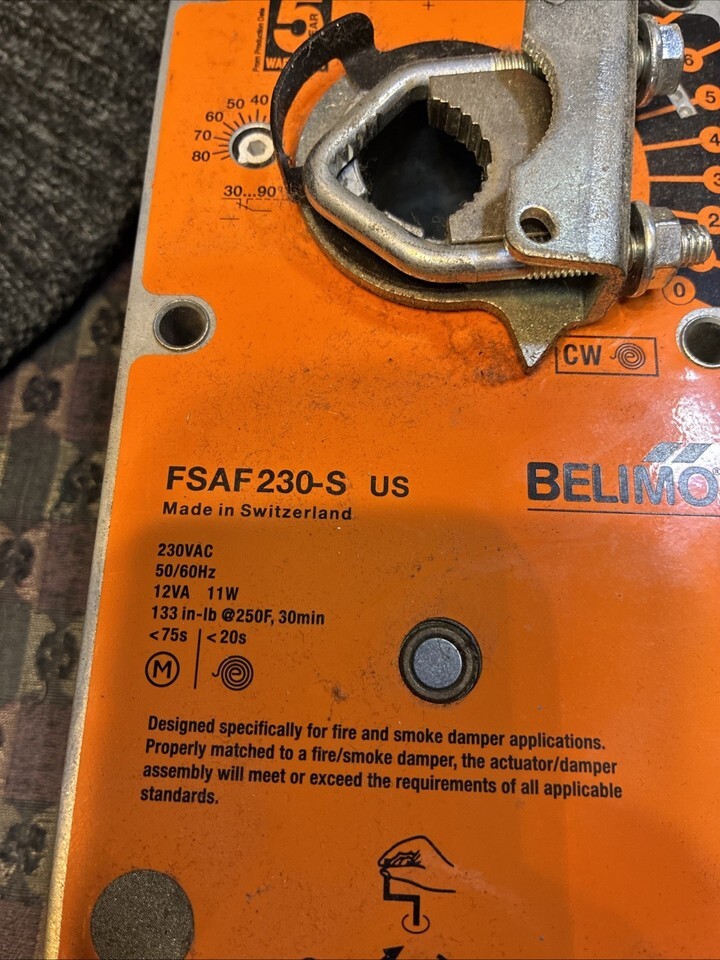 From Production Date
5
50 40
60
70
80
30...90°
6
5
4
3
2
0
CW
FSAF230-S US
BELIMO
Made in Switzerland
230VAC
50/60Hz
12VA 11W
133 in-lb @250F, 30min
<75s <20s
M
Designed specifically for fire and smoke damper applications.
Properly matched to a fire/smoke damper, the actuator/damper
assembly will meet or exceed the requirements of all applicable
standards.